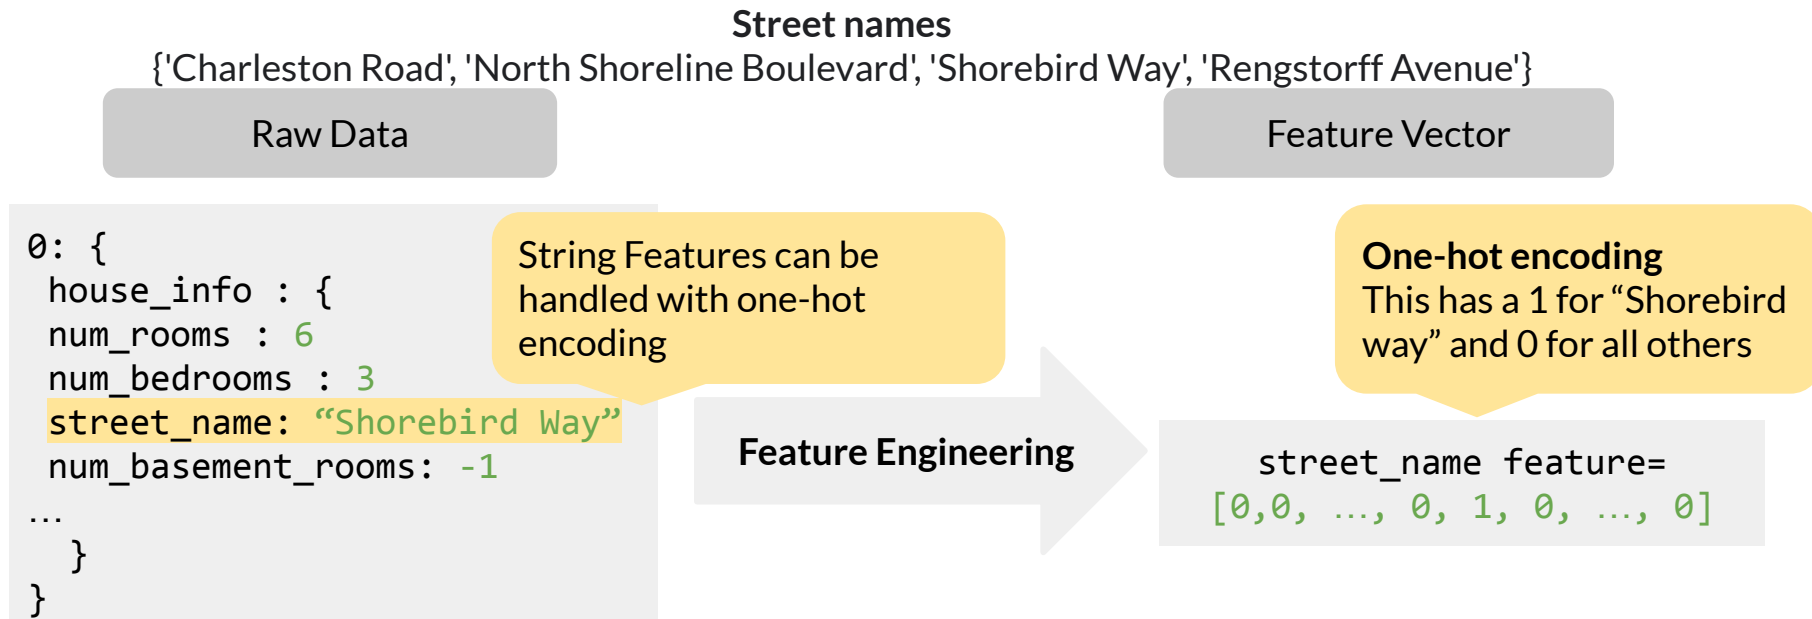 Street names
{'Charleston Road', 'North Shoreline Boulevard', 'Shorebird Way', 'Rengstorff Avenue'}
Raw Data
Feature Vector
0: {
house_info : {
num_rooms : 6
num_bedrooms : 3
street_name: “Shorebird Way”
num_basement_rooms: -1
…
}
}
String Features can be
handled with one-hot
encoding
Feature Engineering
One-hot encoding
This has a 1 for “Shorebird
way” and 0 for all others
street_name feature=
[0,0, …, 0, 1, 0, …, 0]